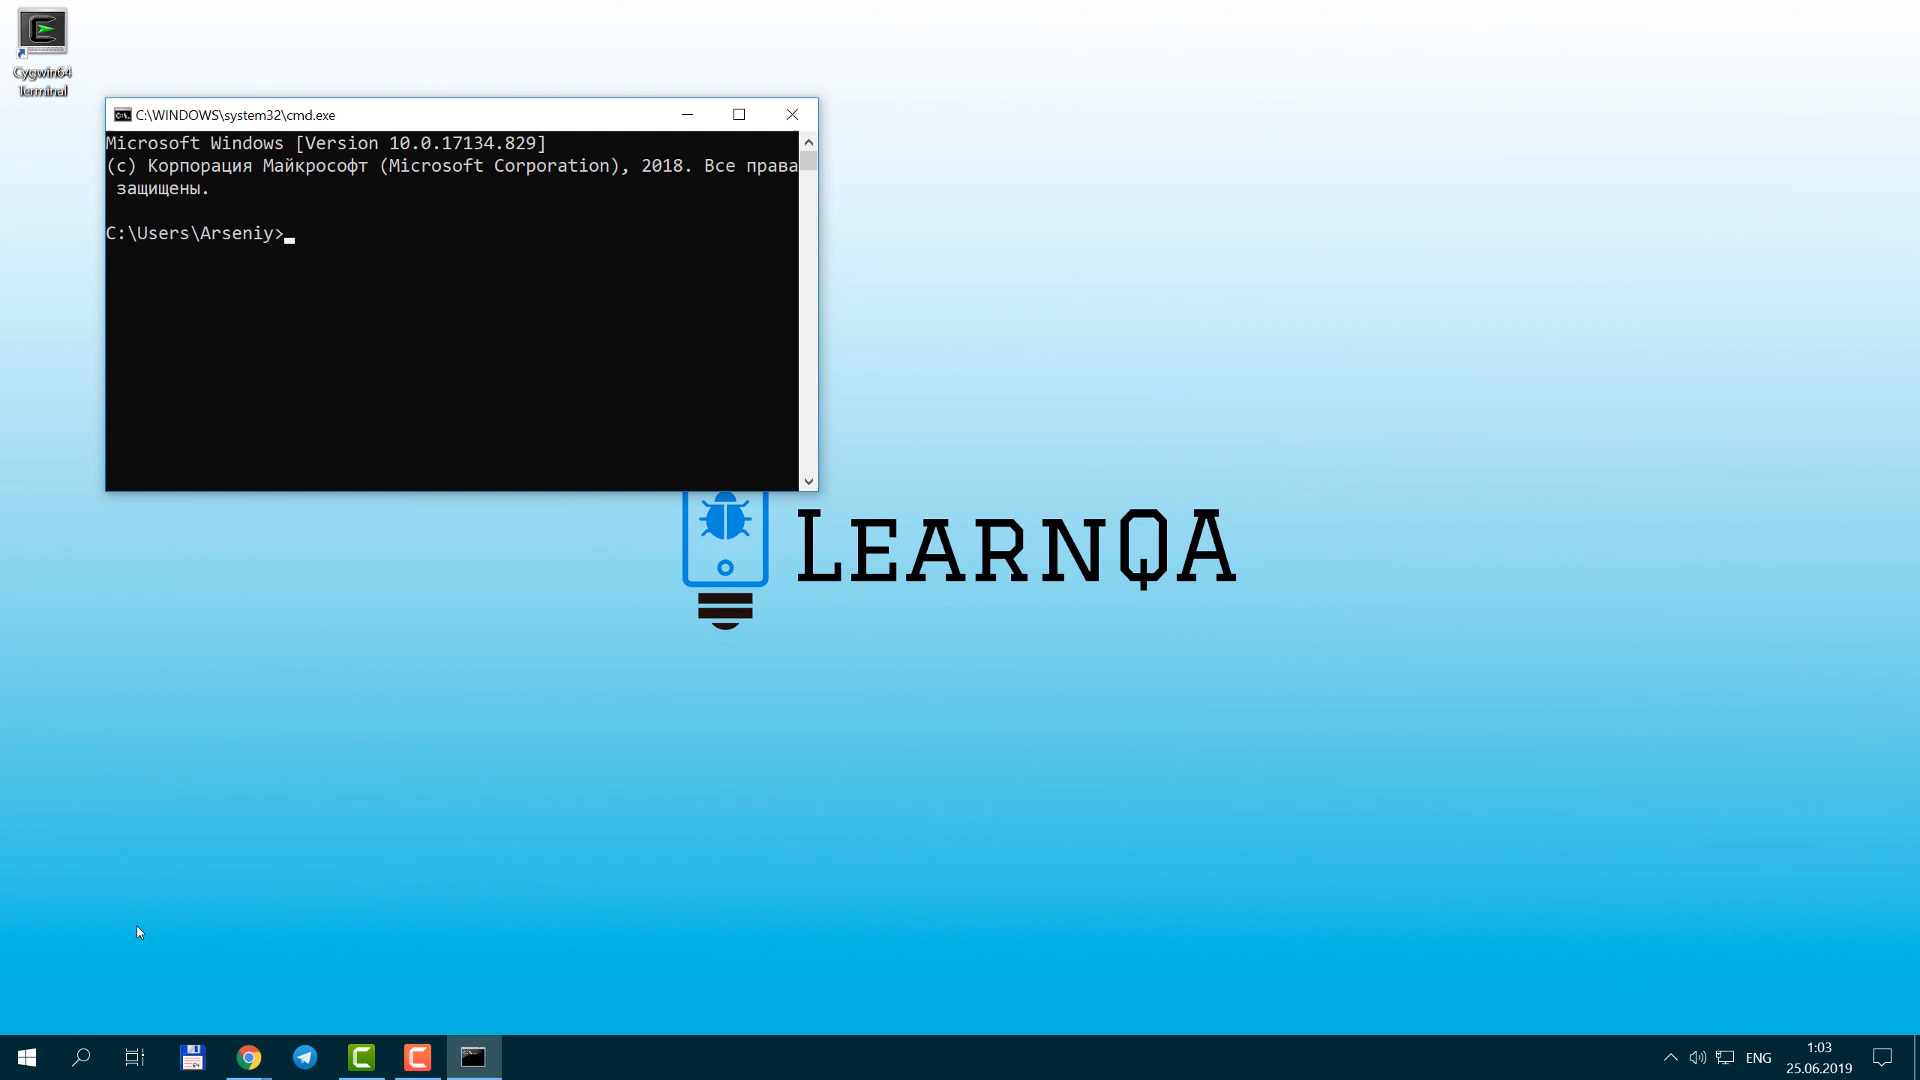 Cygwin64
Terminal
C:\WINDOWS\system32\cmd.exe
Microsoft Windows [Version 10.0.17134.829]
(c) Корпорация Майкрософт (Microsoft Corporation), 2018. Все права
защищены.
C:\Users\Arseniy>
LEARNQA
ENG
1:03
25.06.2019